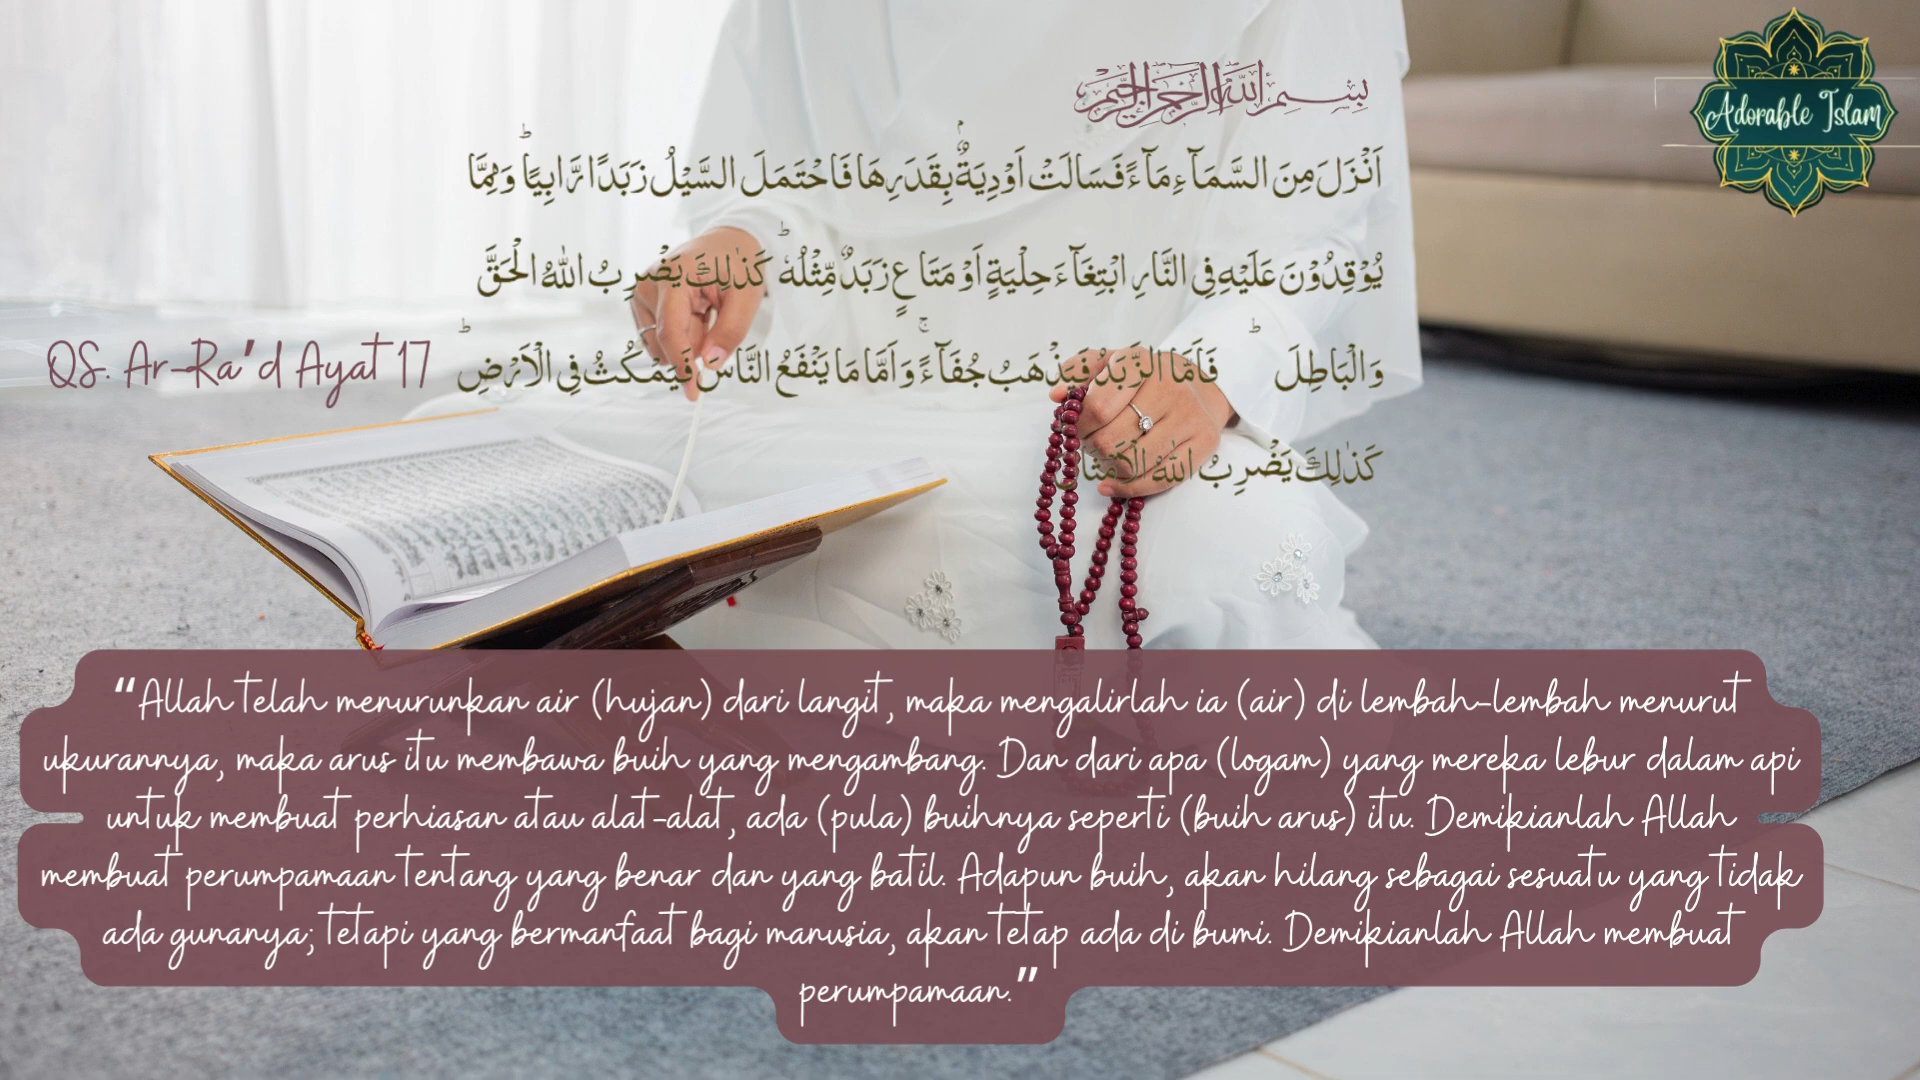 Adorable Islam
بِسْمِ اللَّهِ الرَّحْمَٰنِ الرَّحِيمِ
اَنْزَلَ مِنَ السَّمَاۤءِ مَاۤءً فَسَالَتْ اَوْدِيَةٌ ۢ بِقَدَرِهَا فَاحْتَمَلَ السَّيْلُ زَبَدًا رَّابِيًا ۗ وَمِمَّا
يُوْقِدُوْنَ عَلَيْهِ فِى النَّارِ ابْتِغَاۤءَ حِلْيَةٍ اَوْ مَتَاعٍ زَبَدٌ مِّثْلُهٗ ۗ كَذٰلِكَ يَضْرِبُ اللّٰهُ الْحَقَّ
وَالْبَاطِلَ ەۗ فَاَمَّا الزَّبَدُ فَيَذْهَبُ جُفَاۤءً ۚ وَاَمَّا مَا يَنْفَعُ النَّاسَ فَيَمْكُثُ فِى الْاَرْضِ ۗ
كَذٰلِكَ يَضْرِبُ اللّٰهُ الْاَمْثَالَ
QS. Ar-Ra'd Ayat 17
“Allah telah menurunkan air (hujan) dari langit, maka mengalirlah ia (air) di lembah-lembah menurut
ukurannya, maka arus itu membawa buih yang mengambang. Dan dari apa (logam) yang mereka lebur dalam api
untuk membuat perhiasan atau alat-alat, ada (pula) buihnya seperti (buih arus) itu. Demikianlah Allah
membuat perumpamaan tentang yang benar dan yang batil. Adapun buih, akan hilang sebagai sesuatu yang tidak
ada gunanya; tetapi yang bermanfaat bagi manusia, akan tetap ada di bumi. Demikianlah Allah membuat
perumpamaan.”